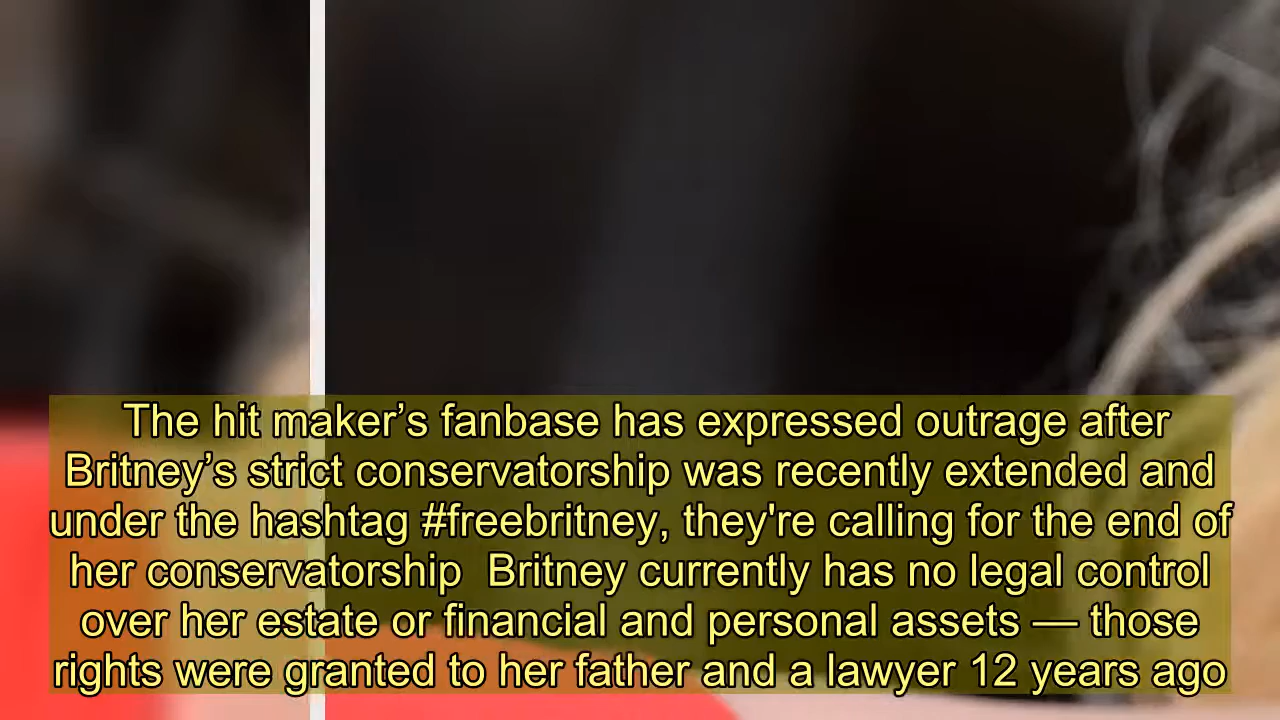 The hit maker’s fanbase has expressed outrage after
Britney’s strict conservatorship was recently extended and
under the hashtag #freebritney, they're calling for the end of
her conservatorship  Britney currently has no legal control
over her estate or financial and personal assets — those
rights were granted to her father and a lawyer 12 years ago